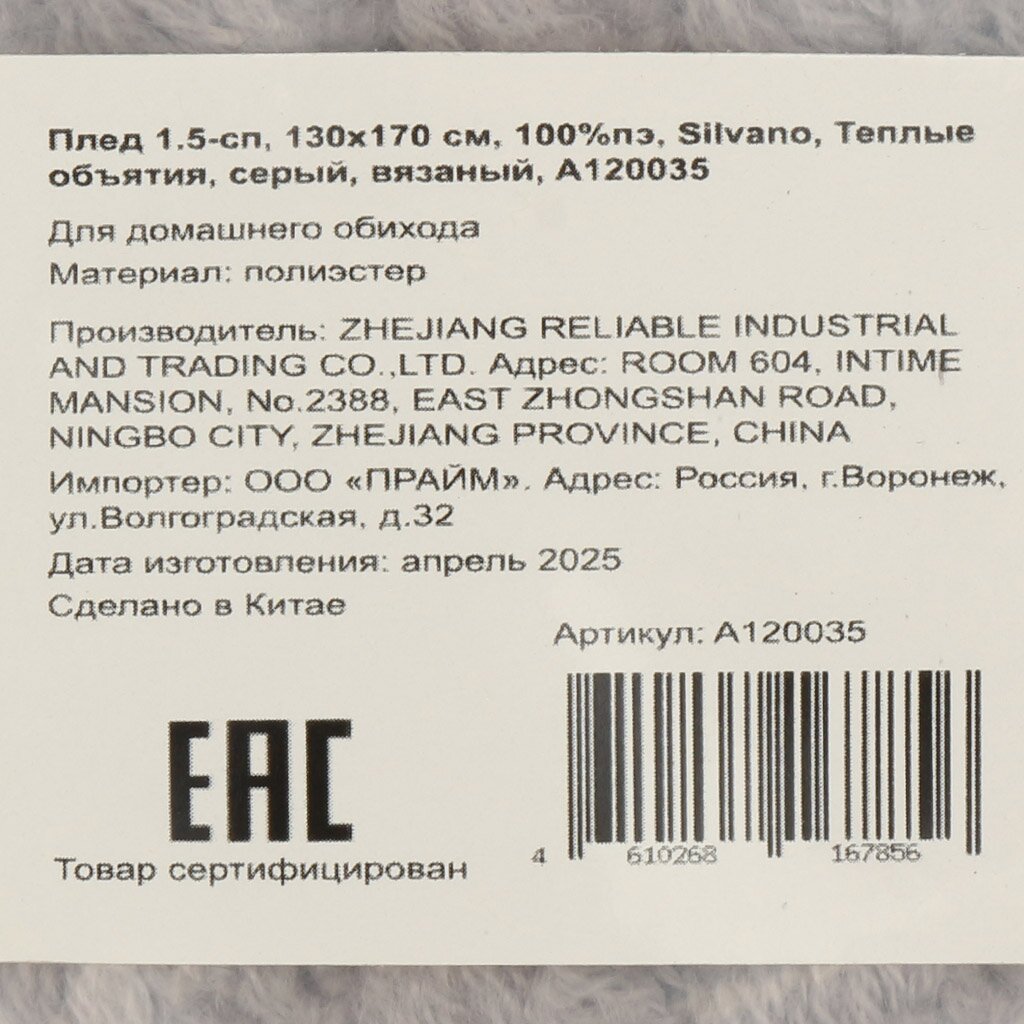 Плед 1.5-сп, 130х170 см, 100%пэ, Silvano, Теплые
объятия, серый, вязаный, А120035
Для домашнего обихода
Материал: полиэстер
Производитель: ZHEJIANG RELIABLE INDUSTRIAL
AND TRADING CO.,LTD. Адрес: ROOM 604, INTIME
MANSION, No.2388, EAST ZHONGSHAN ROAD,
NINGBO CITY, ZHEJIANG PROVINCE, CHINA
Импортер: ООО «ПРАЙМ». Адрес: Россия, г.Воронеж,
ул.Волгоградская, д.32
Дата изготовления: апрель 2025
Сделано в Китае
Артикул: А120035
4 610268 167856
EAC
Товар сертифицирован